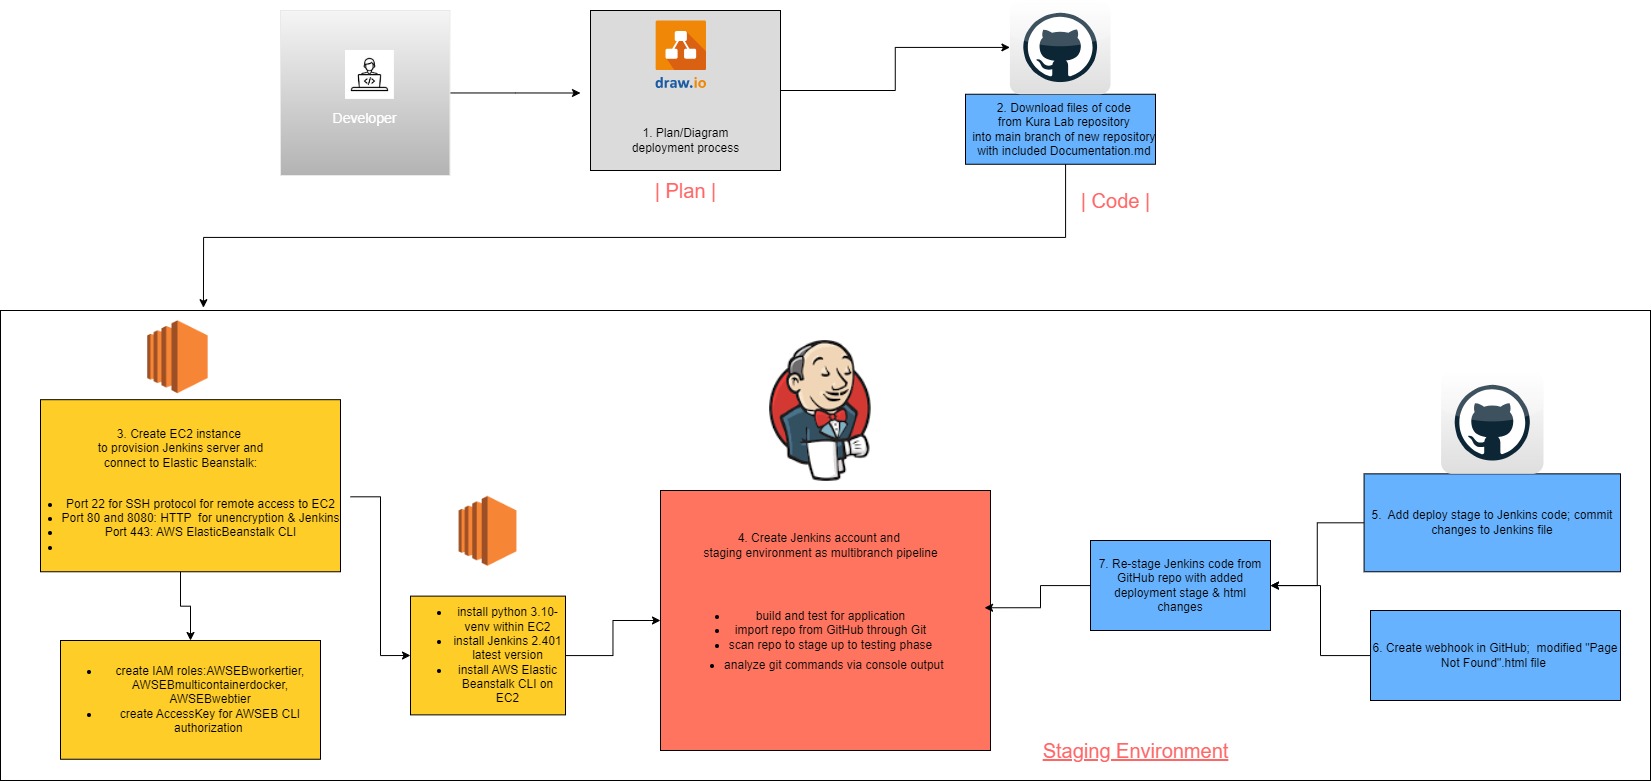 Developer
draw.io
1. Plan/Diagram
deployment process
| Plan |
2. Download files of code
from Kura Lab repository
into main branch of new repository
with included Documentation.md
| Code |
3. Create EC2 instance
to provision Jenkins server and
connect to Elastic Beanstalk:
• Port 22 for SSH protocol for remote access to EC2
• Port 80 and 8080: HTTP  for unencryption & Jenkins
• Port 443: AWS ElasticBeanstalk CLI
•
• create IAM roles:AWSEBworkertier,
AWSEBmulticontainerdocker,
AWSEBwebtier
• create AccessKey for AWSEB CLI
authorization
• install python 3.10-
venv within EC2
• install Jenkins 2.401
latest version
• install AWS Elastic
Beanstalk CLI on
EC2
4. Create Jenkins account and
staging environment as multibranch pipeline
• build and test for application
• import repo from GitHub through Git
• scan repo to stage up to testing phase
• analyze git commands via console output
5.  Add deploy stage to Jenkins code; commit
changes to Jenkins file
7. Re-stage Jenkins code from
GitHub repo with added
deployment stage & html
changes
6. Create webhook in GitHub;  modified "Page
Not Found".html file
Staging Environment